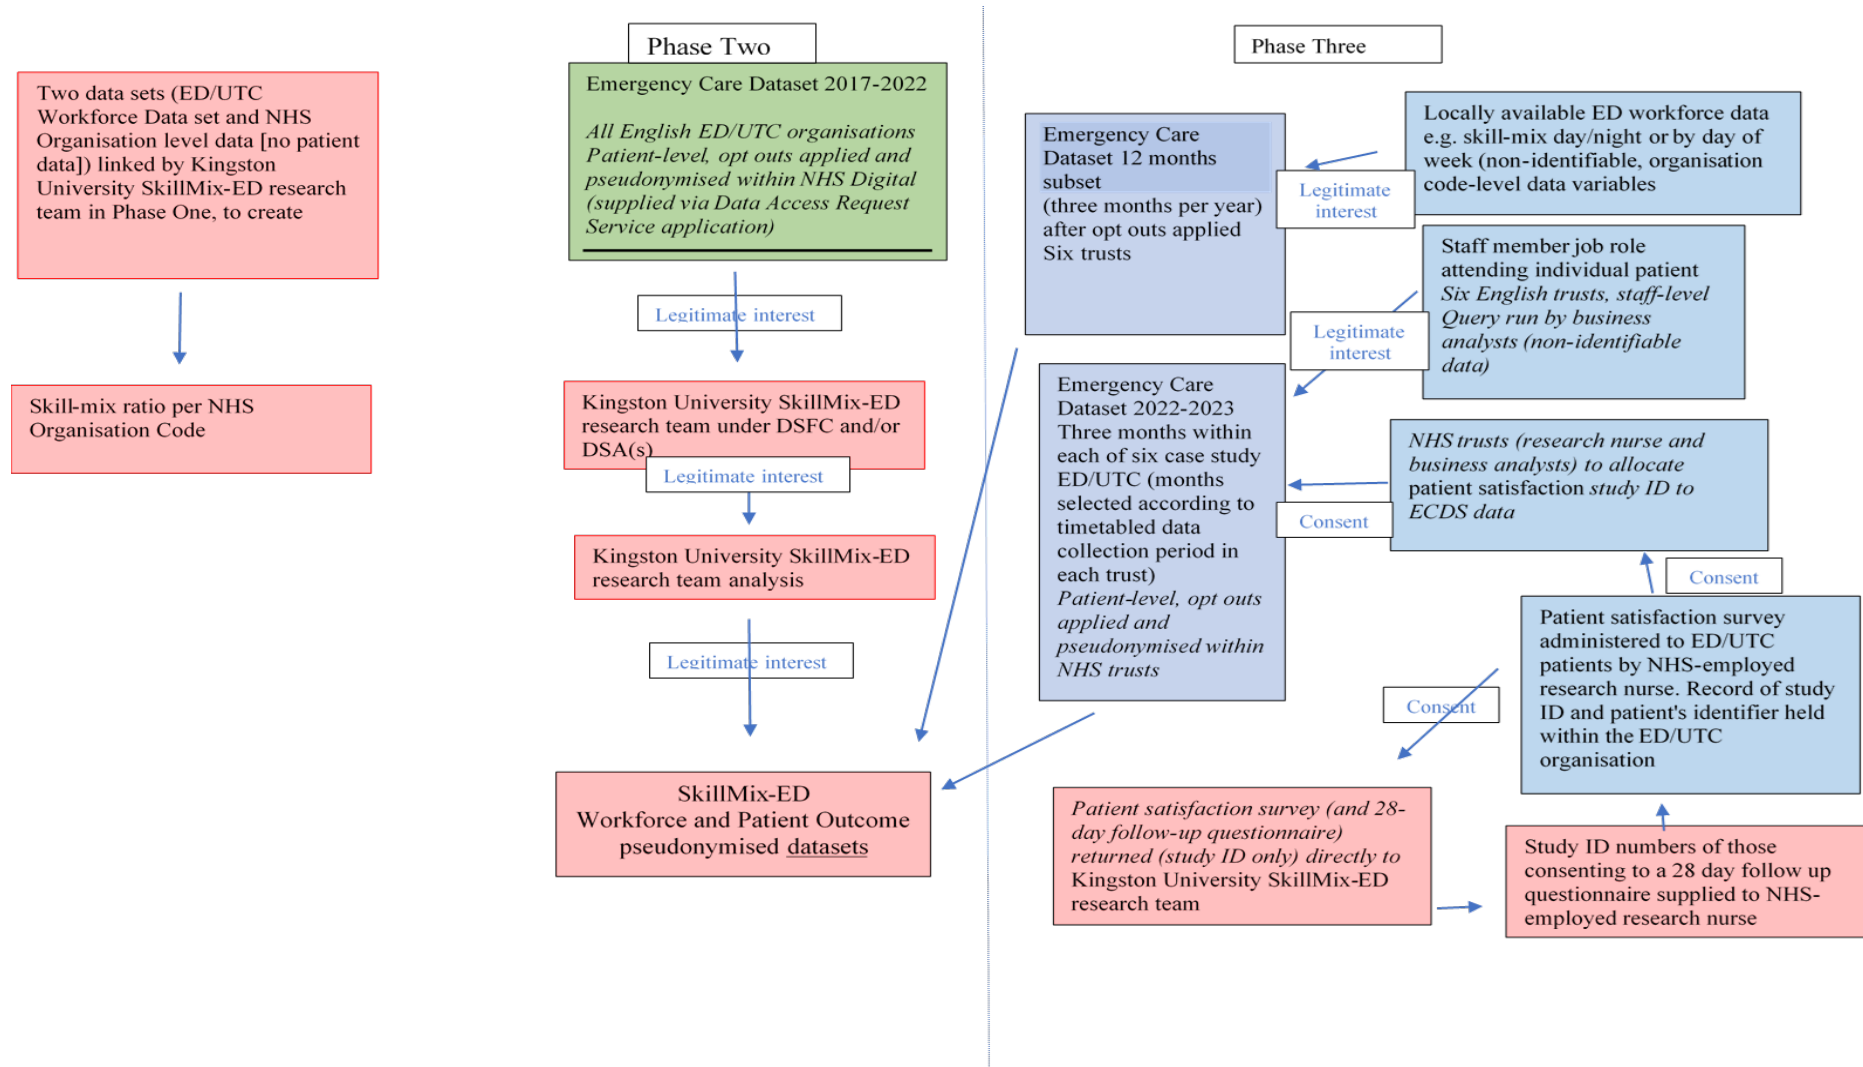 Two data sets (ED/UTC
Workforce Data set and NHS
Organisation level data [no patient
data]) linked by Kingston
University SkillMix-ED research
team in Phase One, to create
Skill-mix ratio per NHS
Organisation Code
Phase Two
Emergency Care Dataset 2017-2022
All English ED/UTC organisations
Patient-level, opt outs applied and
pseudonymised within NHS Digital
(supplied via Data Access Request
Service application)
Legitimate interest
Kingston University SkillMix-ED
research team under DSFC and/or
DSA(s)
Legitimate interest
Kingston University SkillMix-ED
research team analysis
Legitimate interest
SkillMix-ED
Workforce and Patient Outcome
pseudonymised datasets
Phase Three
Emergency Care
Dataset 12 months
subset
(three months per year)
after opt outs applied
Six trusts
Locally available ED workforce data
e.g. skill-mix day/night or by day of
week (non-identifiable, organisation
code-level data variables
Legitimate
interest
Staff member job role
attending individual patient
Six English trusts, staff-level
Query run by business
analysts (non-identifiable
data)
Legitimate
interest
Emergency Care
Dataset 2022-2023
Three months within
each of six case study
ED/UTC (months
selected according to
timetabled data
collection period in
each trust)
Patient-level, opt outs
applied and
pseudonymised within
NHS trusts
NHS trusts (research nurse and
business analysts) to allocate
patient satisfaction study ID to
ECDS data
Consent
Consent
Patient satisfaction survey
administered to ED/UTC
patients by NHS-employed
research nurse. Record of study
ID and patient's identifier held
within the ED/UTC
organisation
Consent
Patient satisfaction survey (and 28-
day follow-up questionnaire)
returned (study ID only) directly to
Kingston University SkillMix-ED
research team
Study ID numbers of those
consenting to a 28 day follow up
questionnaire supplied to NHS-
employed research nurse